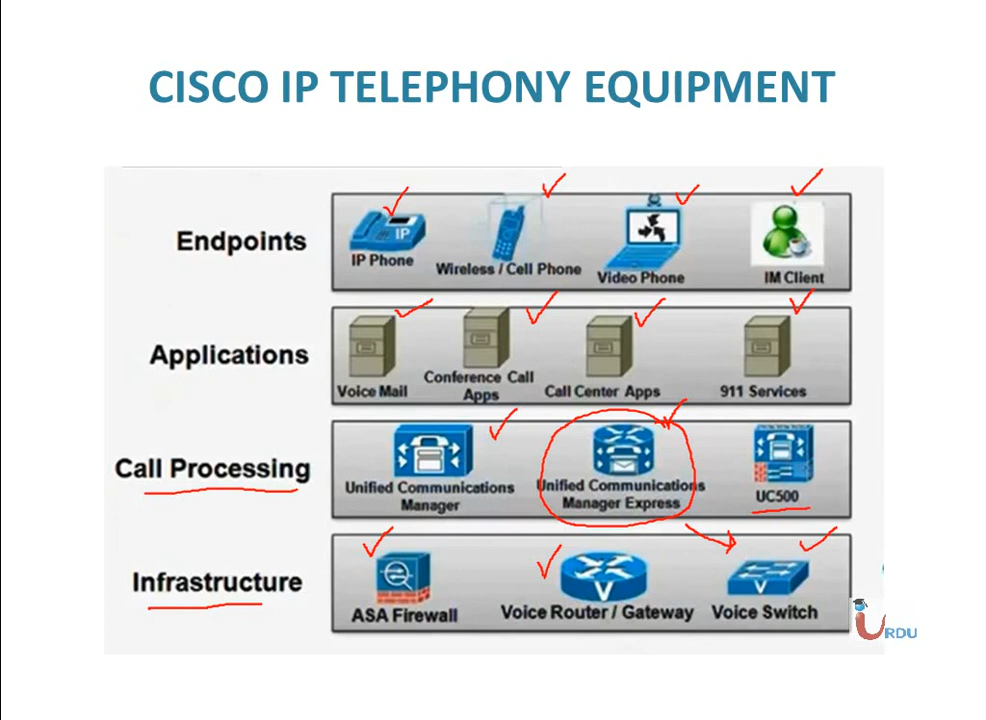 CISCO IP TELEPHONY EQUIPMENT
Endpoints
IP
IP Phone
Wireless / Cell Phone
Video Phone
IM Client
Applications
Voice Mail
Conference Call
Apps
Call Center Apps
911 Services
Call Processing
Unified Communications
Manager
Unified Communications
Manager Express
UC500
Infrastructure
ASA Firewall
V
Voice Router / Gateway
V
Voice Switch
iURDU